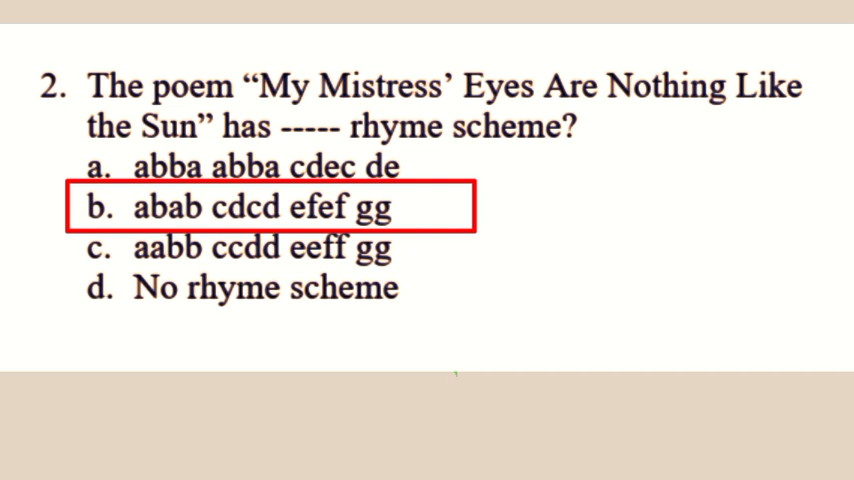 2. The poem “My Mistress’ Eyes Are Nothing Like
the Sun” has ----- rhyme scheme?
a. abba abba cdec de
b. abab cdcd efef gg
c. aabb ccdd eeff gg
d. No rhyme scheme